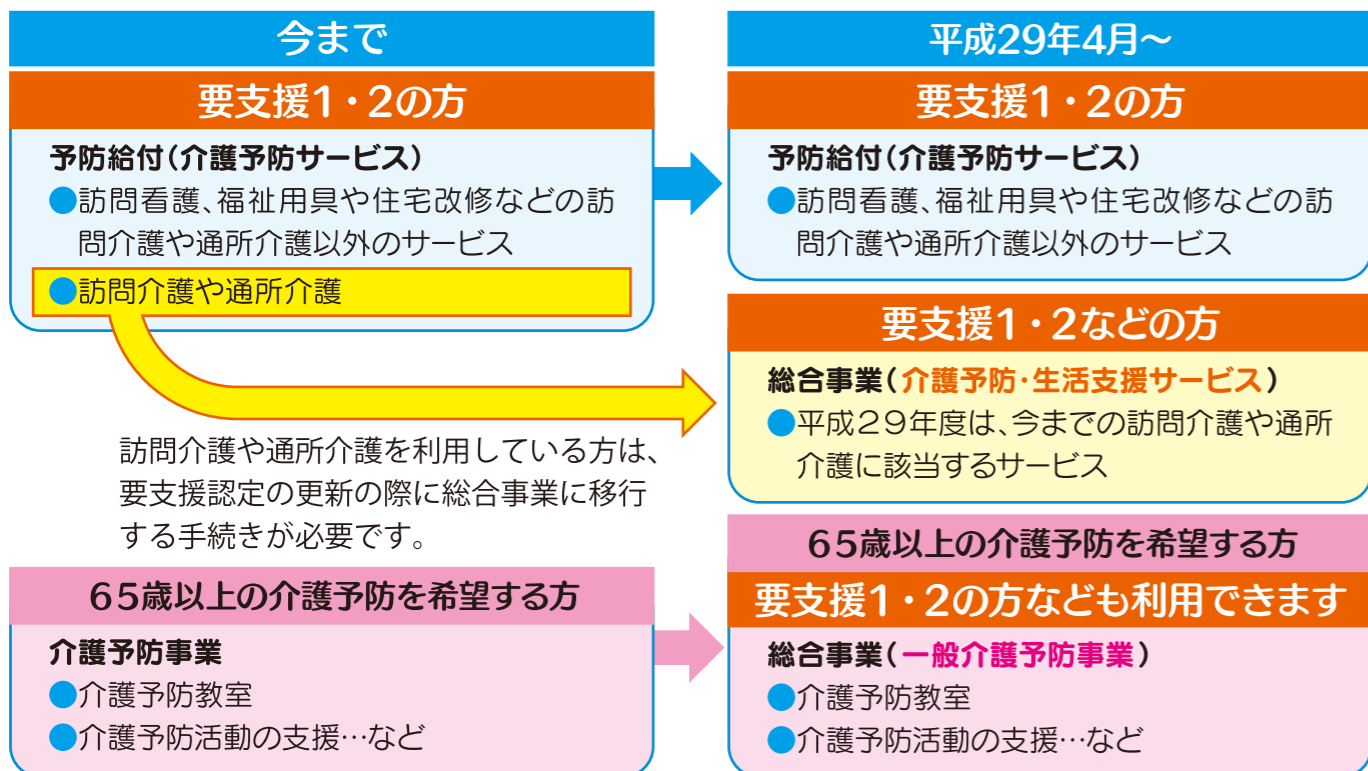 今まで
要支援1・2の方
予防給付(介護予防サービス)
●訪問看護、福祉用具や住宅改修などの訪
問介護や通所介護以外のサービス
●訪問介護や通所介護
訪問介護や通所介護を利用している方は、
要支援認定の更新の際に総合事業に移行
する手続きが必要です。
65歳以上の介護予防を希望する方
介護予防事業
●介護予防教室
●介護予防活動の支援…など
平成29年4月～
要支援1・2の方
予防給付(介護予防サービス)
●訪問看護、福祉用具や住宅改修などの訪
問介護や通所介護以外のサービス
要支援1・2などの方
総合事業(介護予防・生活支援サービス)
●平成29年度は、今までの訪問介護や通所
介護に該当するサービス
65歳以上の介護予防を希望する方
要支援1・2の方なども利用できます
総合事業(一般介護予防事業)
●介護予防教室
●介護予防活動の支援…など